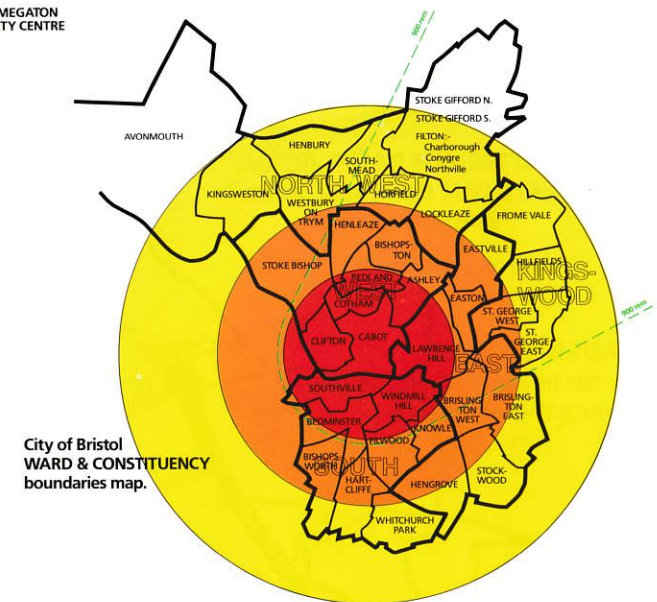 MEGATON
TY CENTRE
900 rem
STOKE GIFFORD N.
STOKE GIFFORD S.
AVONMOUTH
FILTON:-
Charborough
Conygre
Northville
HENBURY
SOUTH-
MEAD
NORTH WEST
KINGSWESTON
HORFIELD
WESTBURY
ON
TRYM
LOCKLEAZE
FROME VALE
HENLEAZE
BISHOPS-
TON
EASTVILLE
STOKE BISHOP
HILLFIELDS
KINGS-
WOOD
REDLAND
ASHLEY
WEST
COTHAM
EASTON
ST. GEORGE
WEST
900 rem
CLIFTON
CABOT
ST.
GEORGE
EAST
LAWRENCE
HILL
EAST
SOUTHVILLE
WINDMILL
HILL
BRISLING
TON
WEST
BRISLING-
TON
EAST
BEDMINSTER
KNOWLE
FILWOOD
City of Bristol
WARD & CONSTITUENCY
boundaries map.
BISHOPS-
WORTH
SOUTH
HART-
CLIFFE
HENGROVE
STOCK-
WOOD
WHITCHURCH
PARK